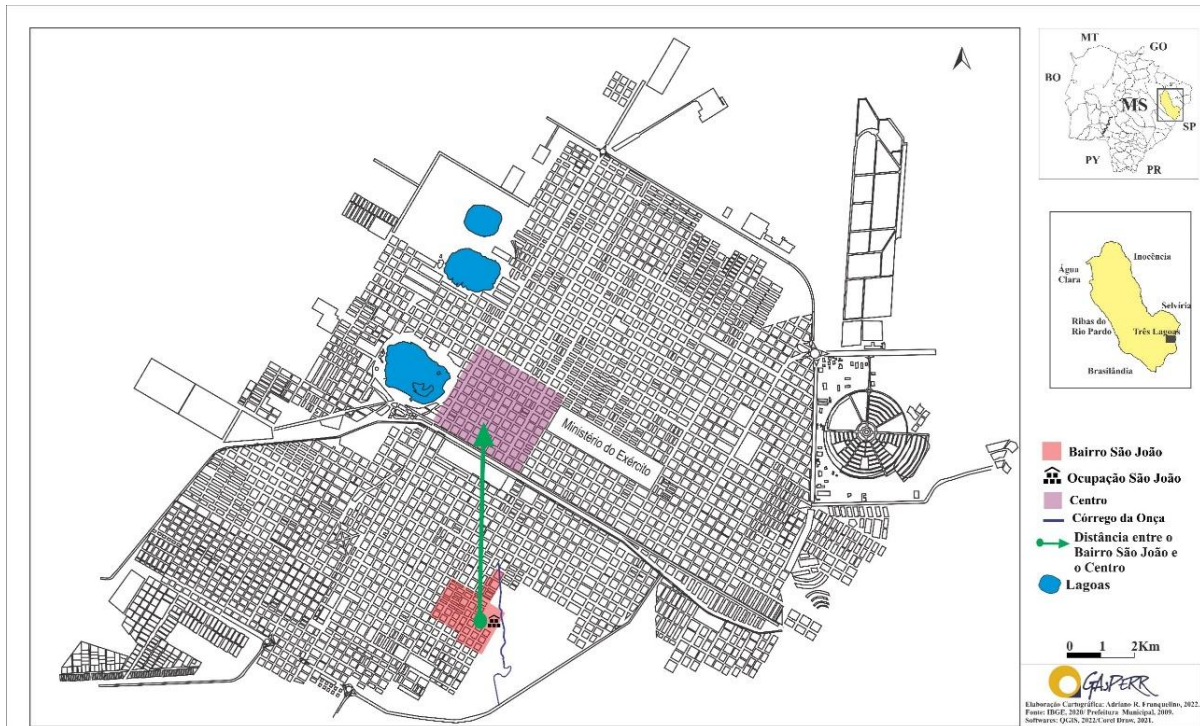 Ministério do Exército
MT
GO
BO
MS
SP
PY
PR
Água
Clara
Inocência
Selvíria
Ribas do
Rio Pardo
Três Lagoas
Brasilândia
Bairro São João
Ocupação São João
Centro
Córrego da Onça
Distância entre o
Bairro São João e
o Centro
Lagoas
0 1 2Km
GAsPERR
Elaboração Cartográfica: Adriano R. Franquelino, 2022.
Fonte: IBGE, 2020/ Prefeitura Municipal, 2009.
Softwares: QGIS, 2022/Corel Draw, 2021.